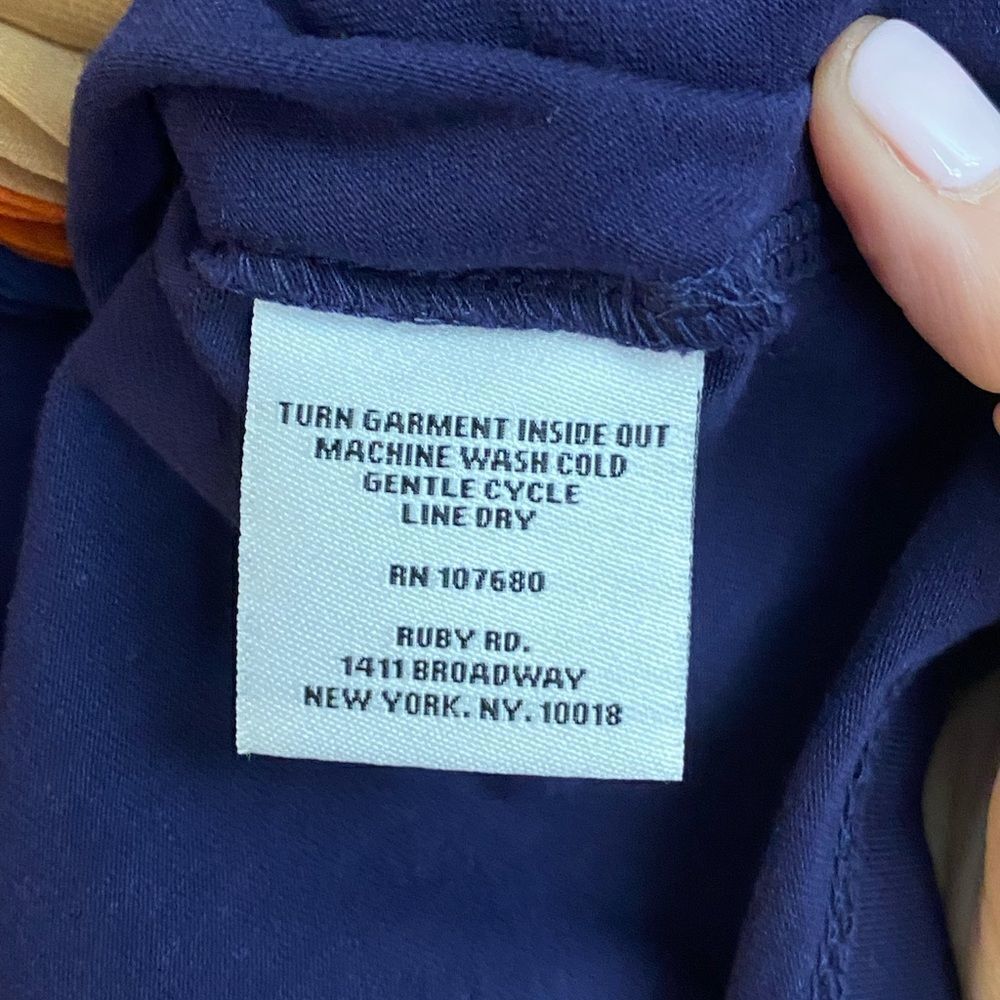 TURN GARMENT INSIDE OUT
MACHINE WASH COLD
GENTLE CYCLE
LINE DRY
RN 107680
RUBY RD.
1411 BROADWAY
NEW YORK. NY. 10018